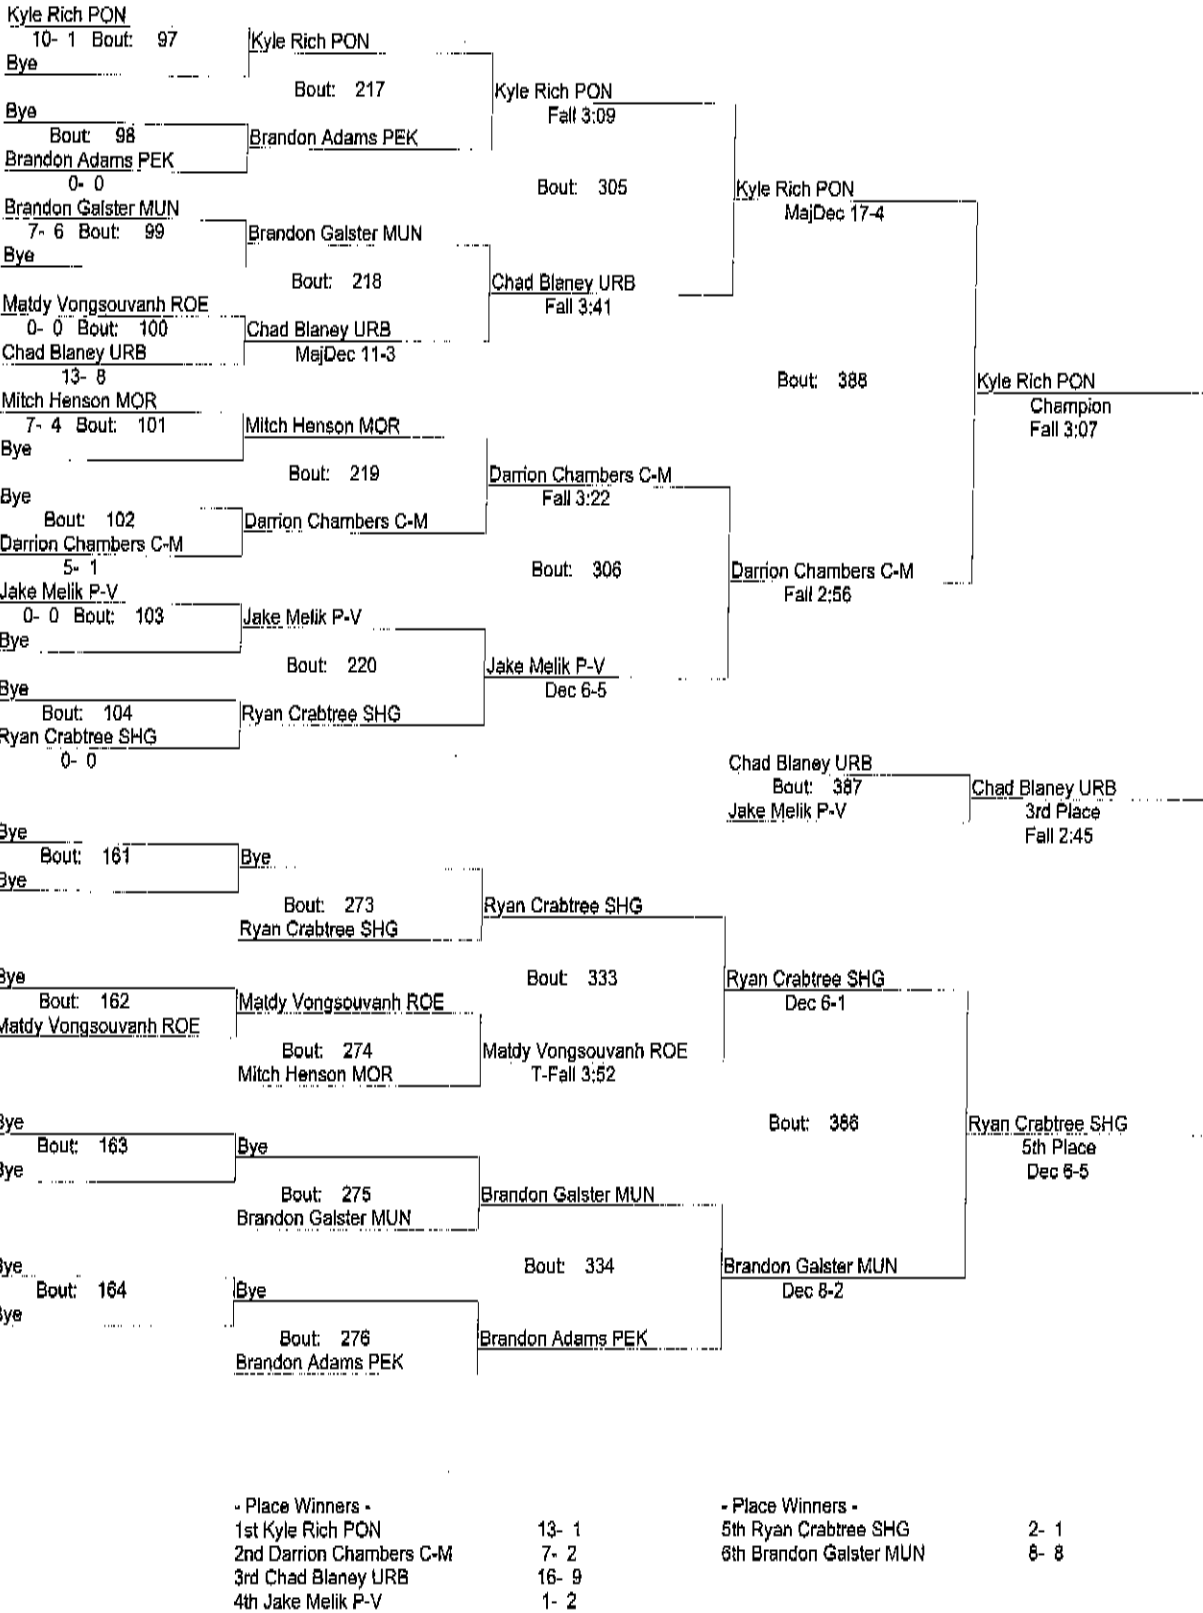 Kyle Rich PON
10- 1 Bout: 97
Bye
Kyle Rich PON
Bout: 217
Bye
Bout: 98
Brandon Adams PEK
0- 0
Brandon Adams PEK
Kyle Rich PON
Fall 3:09
Bout: 305
Brandon Galster MUN
7- 6 Bout: 99
Bye
Brandon Galster MUN
Bout: 218
Matdy Vongsouvanh ROE
0- 0 Bout: 100
Chad Blaney URB
13- 8
Chad Blaney URB
MajDec 11-3
Chad Blaney URB
Fall 3:41
Kyle Rich PON
MajDec 17-4
Bout: 388
Kyle Rich PON
Champion
Fall 3:07
Mitch Henson MOR
7- 4 Bout: 101
Bye
Mitch Henson MOR
Bout: 219
Bye
Bout: 102
Darrion Chambers C-M
5- 1
Darrion Chambers C-M
Darrion Chambers C-M
Fall 3:22
Bout: 306
Jake Melik P-V
0- 0 Bout: 103
Bye
Jake Melik P-V
Bout: 220
Bye
Bout: 104
Ryan Crabtree SHG
0- 0
Ryan Crabtree SHG
Jake Melik P-V
Dec 6-5
Darrion Chambers C-M
Fall 2:56
Chad Blaney URB
Bout: 387
Jake Melik P-V
Chad Blaney URB
3rd Place
Fall 2:45
Bye
Bout: 161
Bye
Bye
Bout: 273
Ryan Crabtree SHG
Ryan Crabtree SHG
Bout: 333
Bye
Bout: 162
Matdy Vongsouvanh ROE
Matdy Vongsouvanh ROE
Bout: 274
Mitch Henson MOR
Matdy Vongsouvanh ROE
T-Fall 3:52
Ryan Crabtree SHG
Dec 6-1
Bout: 386
Ryan Crabtree SHG
5th Place
Dec 6-5
Bye
Bout: 163
Bye
Bye
Bout: 275
Brandon Galster MUN
Brandon Galster MUN
Bout: 334
Bye
Bout: 164
Bye
Bye
Bout: 276
Brandon Adams PEK
Brandon Adams PEK
Brandon Galster MUN
Dec 8-2
- Place Winners -
1st Kyle Rich PON 13- 1
2nd Darrion Chambers C-M 7- 2
3rd Chad Blaney URB 16- 9
4th Jake Melik P-V 1- 2
- Place Winners -
5th Ryan Crabtree SHG 2- 1
6th Brandon Galster MUN 8- 8